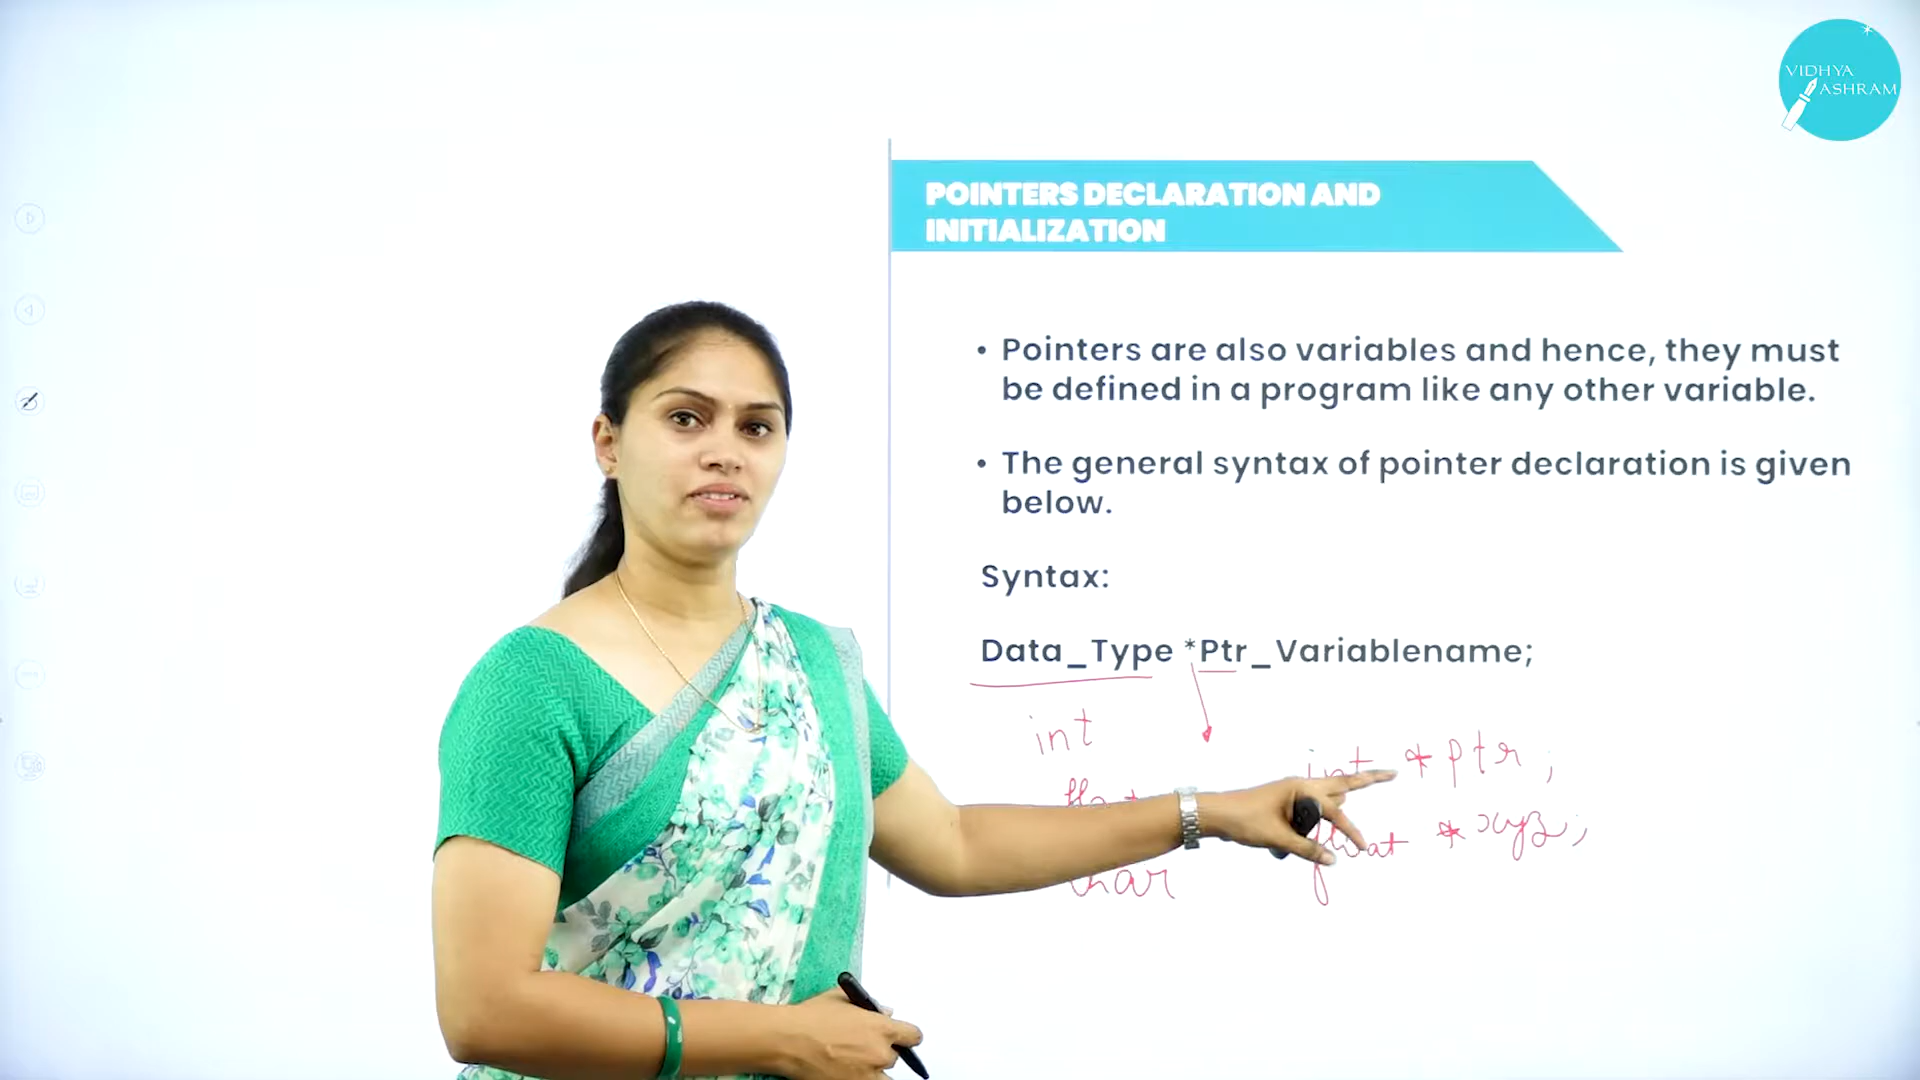 VIDHYA
ASHRAM
POINTERS DECLARATION AND
INITIALIZATION
• Pointers are also variables and hence, they must
be defined in a program like any other variable.
• The general syntax of pointer declaration is given
below.
Syntax:
Data_Type *Ptr_Variablename;
int
int *ptr;
float *xyz;
char